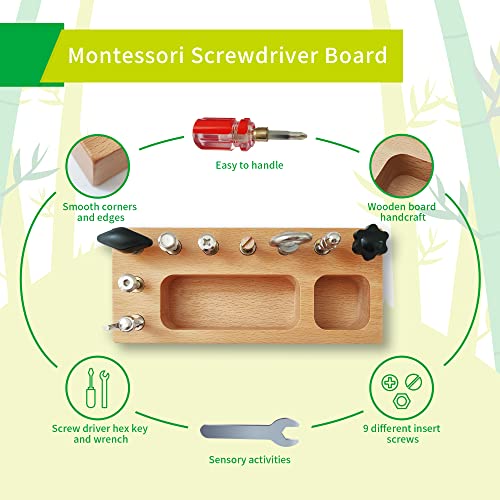 Montessori Screwdriver Board
Easy to handle
Smooth corners
and edges
Wooden board
handcraft
Screw driver hex key
and wrench
9 different insert
screws
Sensory activities